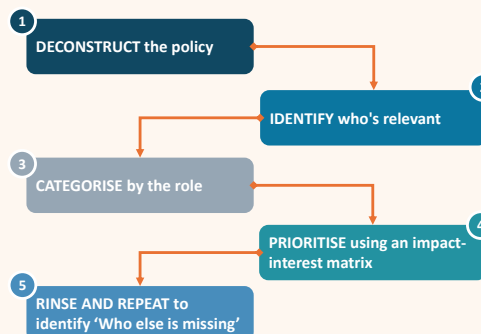 1
DECONSTRUCT the policy
2
IDENTIFY who's relevant
3
CATEGORISE by the role
4
PRIORITISE using an impact-
interest matrix
5
RINSE AND REPEAT to
identify ‘Who else is missing’